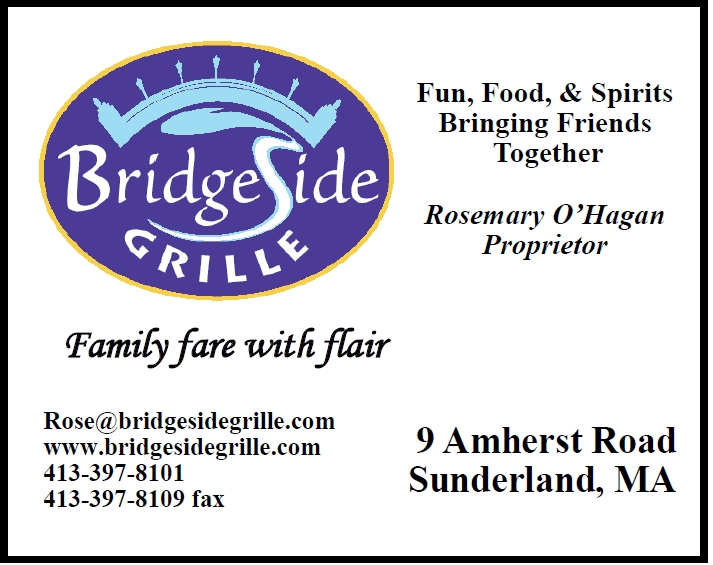 BridgeSide
GRILLE
Family fare with flair
Fun, Food, & Spirits
Bringing Friends
Together
Rosemary O'Hagan
Proprietor
Rose@bridgesidegrille.com
www.bridgesidegrille.com
413-397-8101
413-397-8109 fax
9 Amherst Road
Sunderland, MA